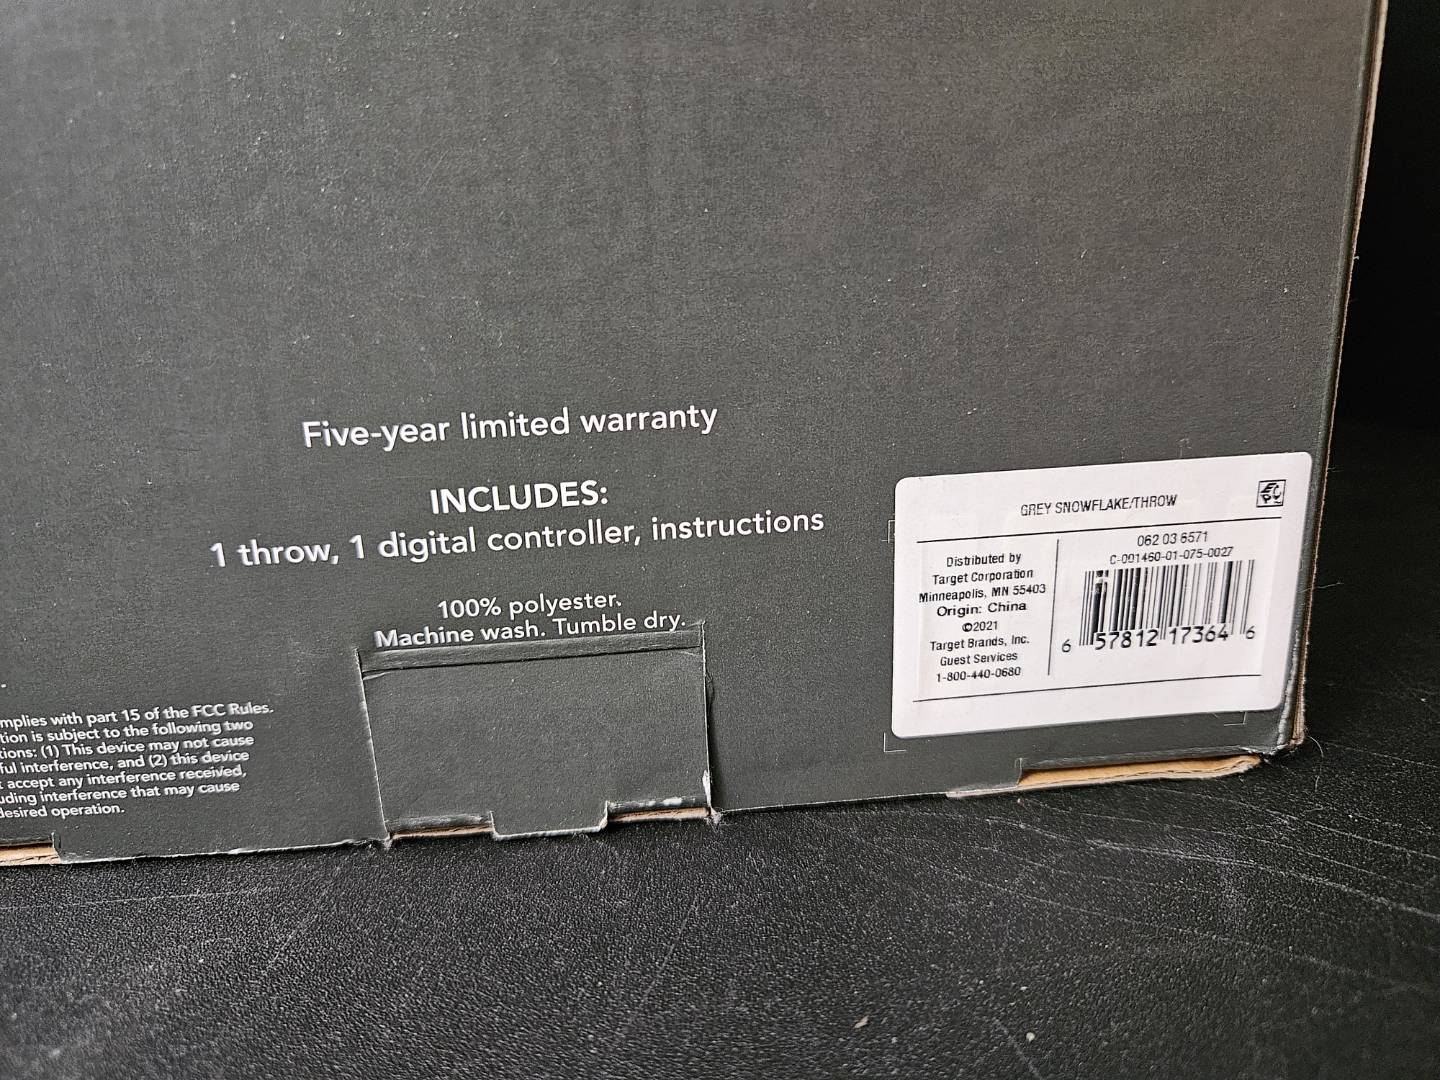 Five-year limited warranty
INCLUDES:
1 throw, 1 digital controller, instructions
100% polyester.
Machine wash. Tumble dry.
mplies with part 15 of the FCC Rules.
tion is subject to the following two
tions: (1) This device may not cause
ful interference, and (2) this device
t accept any interference received,
uding interference that may cause
desired operation.
GREY SNOWFLAKE/THROW
Distributed by
Target Corporation
Minneapolis, MN 55403
Origin: China
©2021
Target Brands, Inc.
Guest Services
1-800-440-0680
062 03 6571
C-001460-01-075-0027
6 57812 17364 6